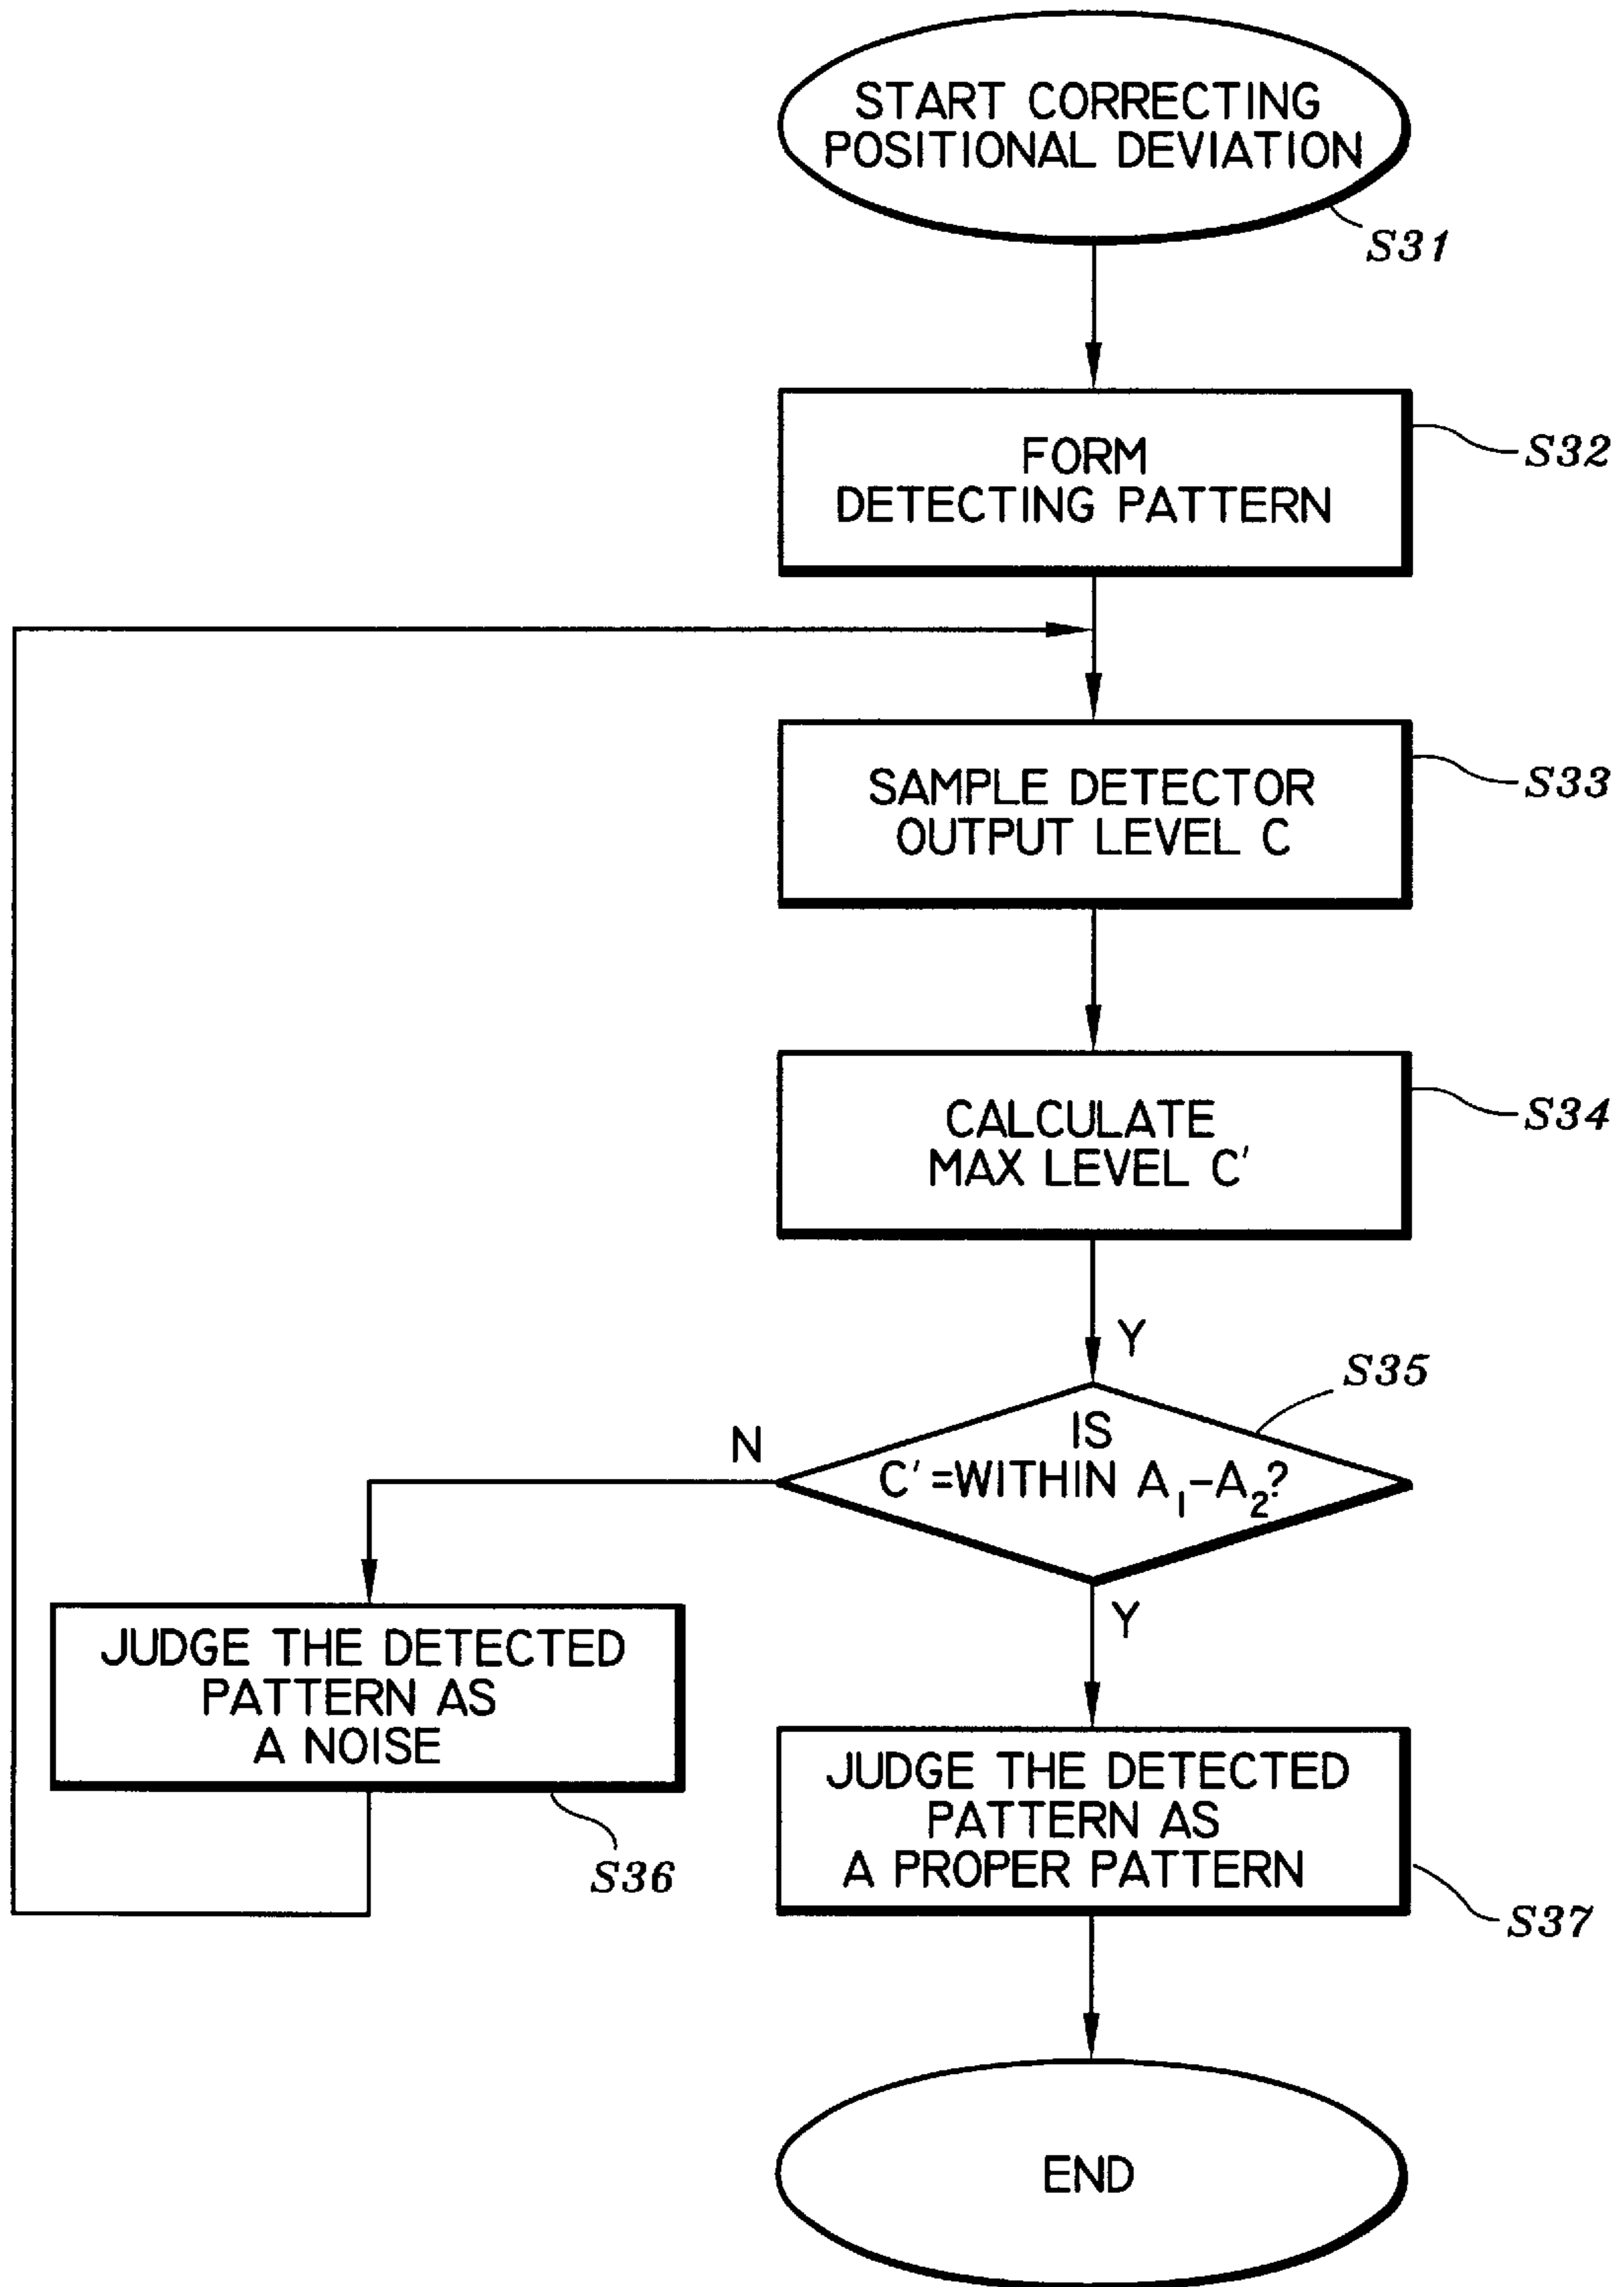 START CORRECTING
POSITIONAL DEVIATION
S31
FORM
DETECTING PATTERN
S32
SAMPLE DETECTOR
OUTPUT LEVEL C
S33
CALCULATE
MAX LEVEL C'
S34
Y
S35
N
IS
C'=WITHIN A₁-A₂?
Y
JUDGE THE DETECTED
PATTERN AS
A NOISE
S36
JUDGE THE DETECTED
PATTERN AS
A PROPER PATTERN
S37
END